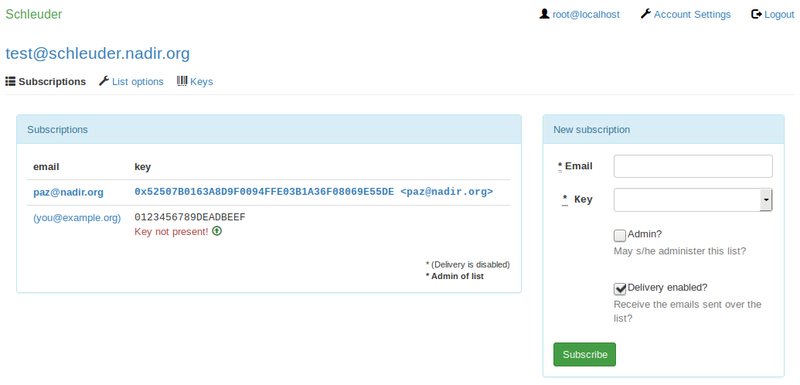 Schleuder
root@localhost Account Settings Logout
test@schleuder.nadir.org
Subscriptions List options Keys
Subscriptions
email key
paz@nadir.org 0x52507B0163A8D9F0094FFE03B1A36F08069E55DE <paz@nadir.org>
(you@example.org) 0123456789DEADBEEF
Key not present!
* (Delivery is disabled)
* Admin of list
New subscription
* Email
* Key
Admin?
May s/he administer this list?
Delivery enabled?
Receive the emails sent over the
list?
Subscribe